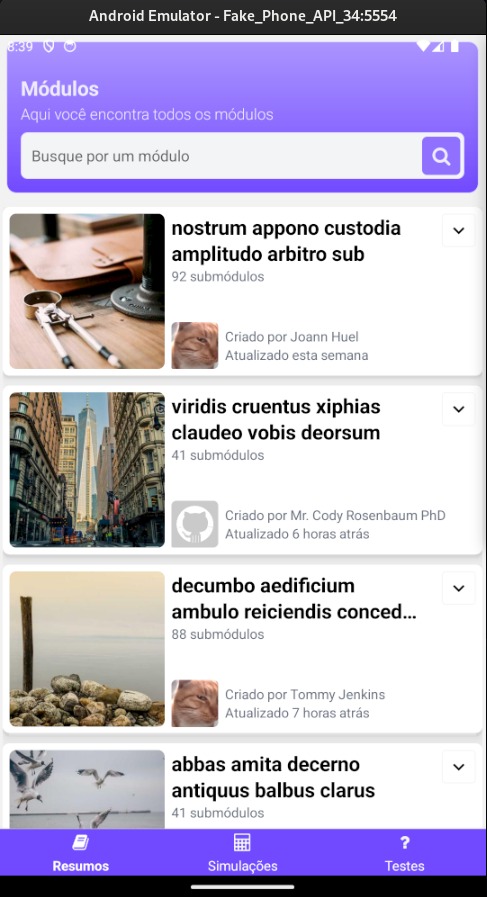 Android Emulator - Fake_Phone_API_34:5554
8:39
Módulos
Aqui você encontra todos os módulos
Busque por um módulo
nostrum appono custodia
amplitudo arbitro sub
92 submódulos
Criado por Joann Huel
Atualizado esta semana
viridis cruentus xiphias
claudeo vobis deorsum
41 submódulos
Criado por Mr. Cody Rosenbaum PhD
Atualizado 6 horas atrás
decumbo aedificium
ambulo reiciendis conced...
88 submódulos
Criado por Tommy Jenkins
Atualizado 7 horas atrás
abbas amita decerno
antiquus balbus clarus
41 submódulos
Resumos
Simulações
? Testes